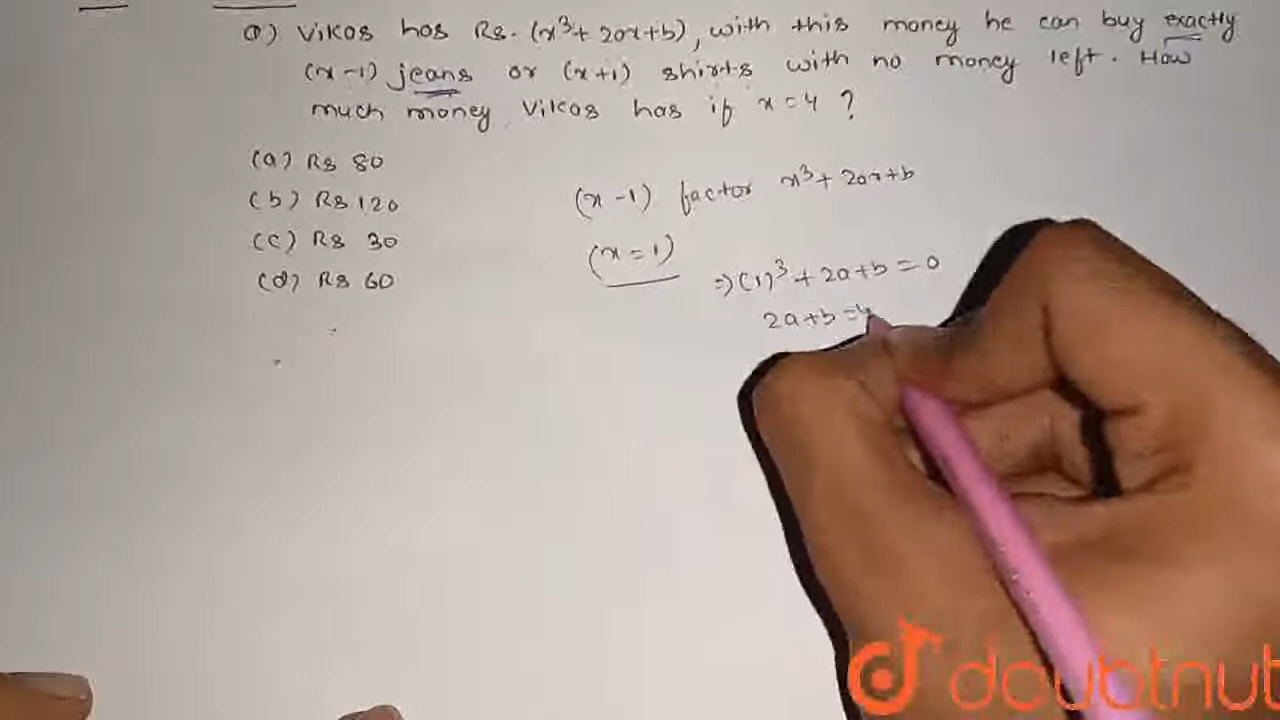 Q) Vikas has Rs. (x³ + 2ax+b), with this money he can buy exactly
(x-1) jeans or (x+1) shirts with no money left. How
much money Vikas has if x = 4 ?
(a) Rs 80
(b) Rs 120
(c) Rs 30
(d) Rs 60
(x-1) factor x³ + 2ax+b
(x = 1)
⇒ (1)³ + 2a+b = 0
2a+b =
doubtnut